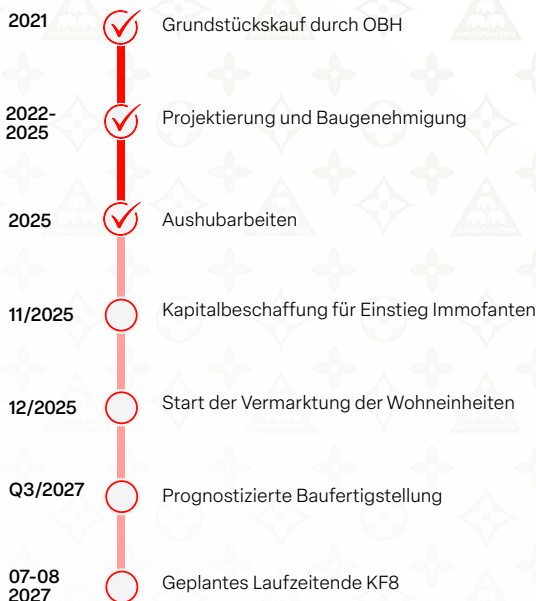 2021
Grundstückskauf durch OBH
2022-
2025
Projektierung und Baugenehmigung
2025
Aushubarbeiten
11/2025
Kapitalbeschaffung für Einstieg Immofanten
12/2025
Start der Vermarktung der Wohneinheiten
Q3/2027
Prognostizierte Baufertigstellung
07-08
2027
Geplantes Laufzeitende KF8